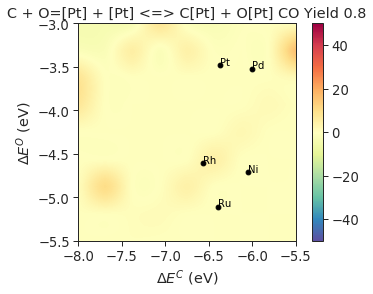 C + O=[Pt] + [Pt] <=> C[Pt] + O[Pt] CO Yield 0.8
−3.0
−3.5
−4.0
−4.5
−5.0
−5.5
ΔE^O (eV)
Pt
Pd
Rh
Ni
Ru
−8.0 −7.5 −7.0 −6.5 −6.0 −5.5
ΔE^C (eV)
40
20
0
−20
−40